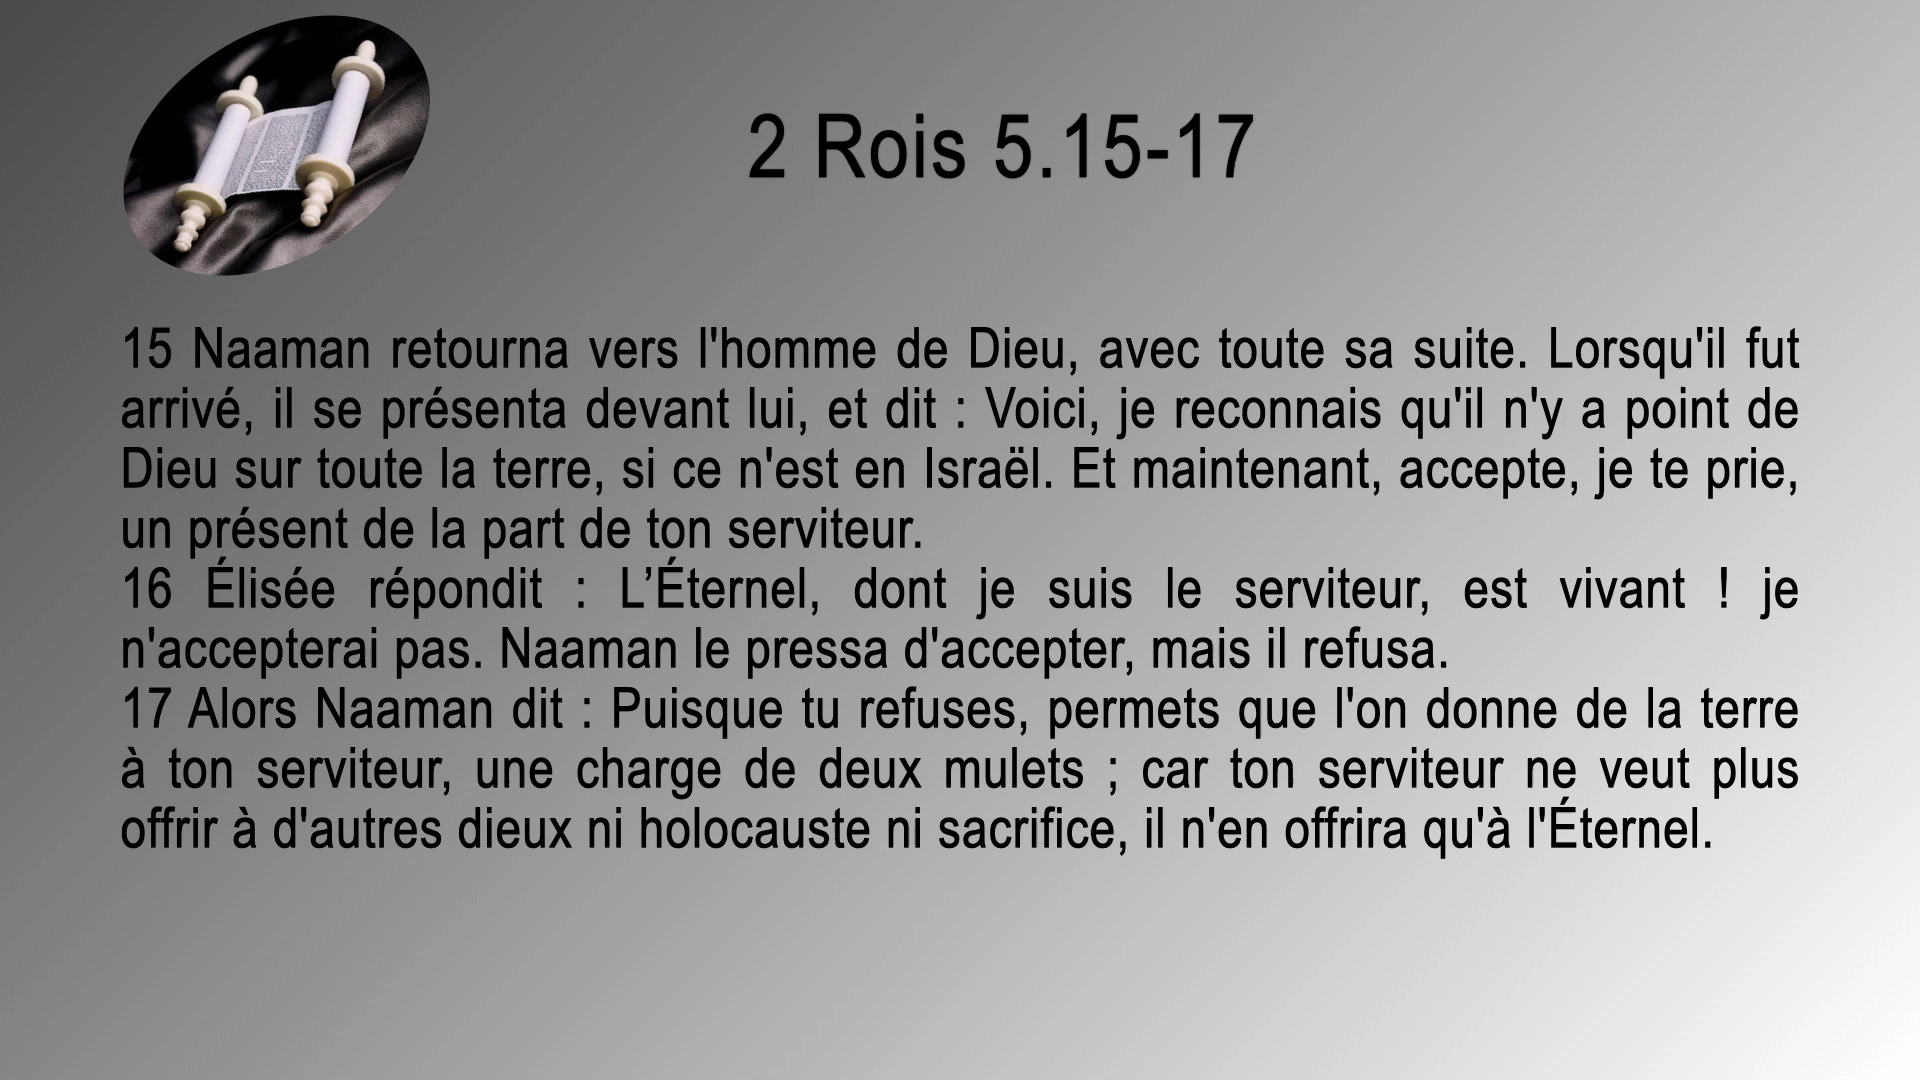 2 Rois 5.15-17
15 Naaman retourna vers l'homme de Dieu, avec toute sa suite. Lorsqu'il fut
arrivé, il se présenta devant lui, et dit : Voici, je reconnais qu'il n'y a point de
Dieu sur toute la terre, si ce n'est en Israël. Et maintenant, accepte, je te prie,
un présent de la part de ton serviteur.
16 Élisée répondit : L’Éternel, dont je suis le serviteur, est vivant ! je
n'accepterai pas. Naaman le pressa d'accepter, mais il refusa.
17 Alors Naaman dit : Puisque tu refuses, permets que l'on donne de la terre
à ton serviteur, une charge de deux mulets ; car ton serviteur ne veut plus
offrir à d'autres dieux ni holocauste ni sacrifice, il n'en offrira qu'à l'Éternel.